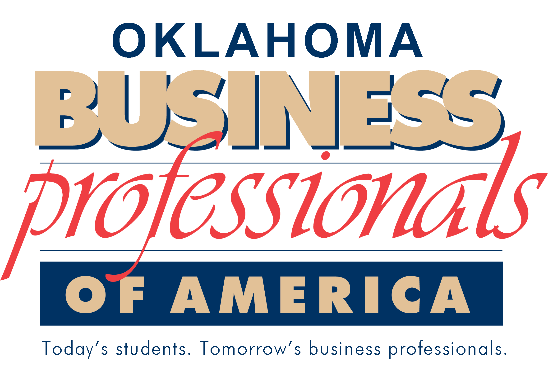 OKLAHOMA
BUSINESS
professionals
OF AMERICA
Today's students. Tomorrow's business professionals.